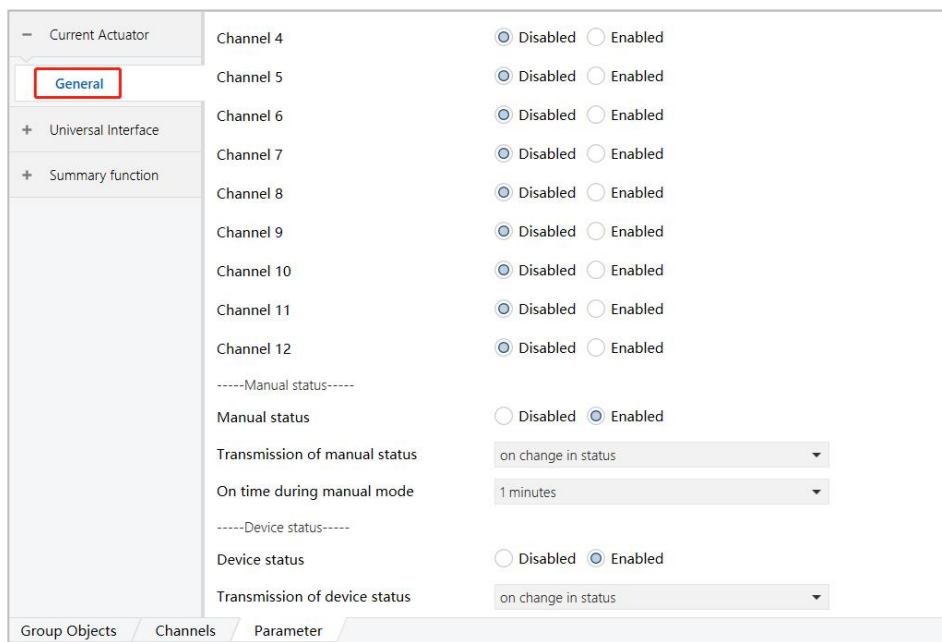 − Current Actuator
General
+ Universal Interface
+ Summary function
Channel 4 Disabled Enabled
Channel 5 Disabled Enabled
Channel 6 Disabled Enabled
Channel 7 Disabled Enabled
Channel 8 Disabled Enabled
Channel 9 Disabled Enabled
Channel 10 Disabled Enabled
Channel 11 Disabled Enabled
Channel 12 Disabled Enabled
-----Manual status-----
Manual status Disabled Enabled
Transmission of manual status on change in status
On time during manual mode 1 minutes
-----Device status-----
Device status Disabled Enabled
Transmission of device status on change in status
Group Objects Channels Parameter